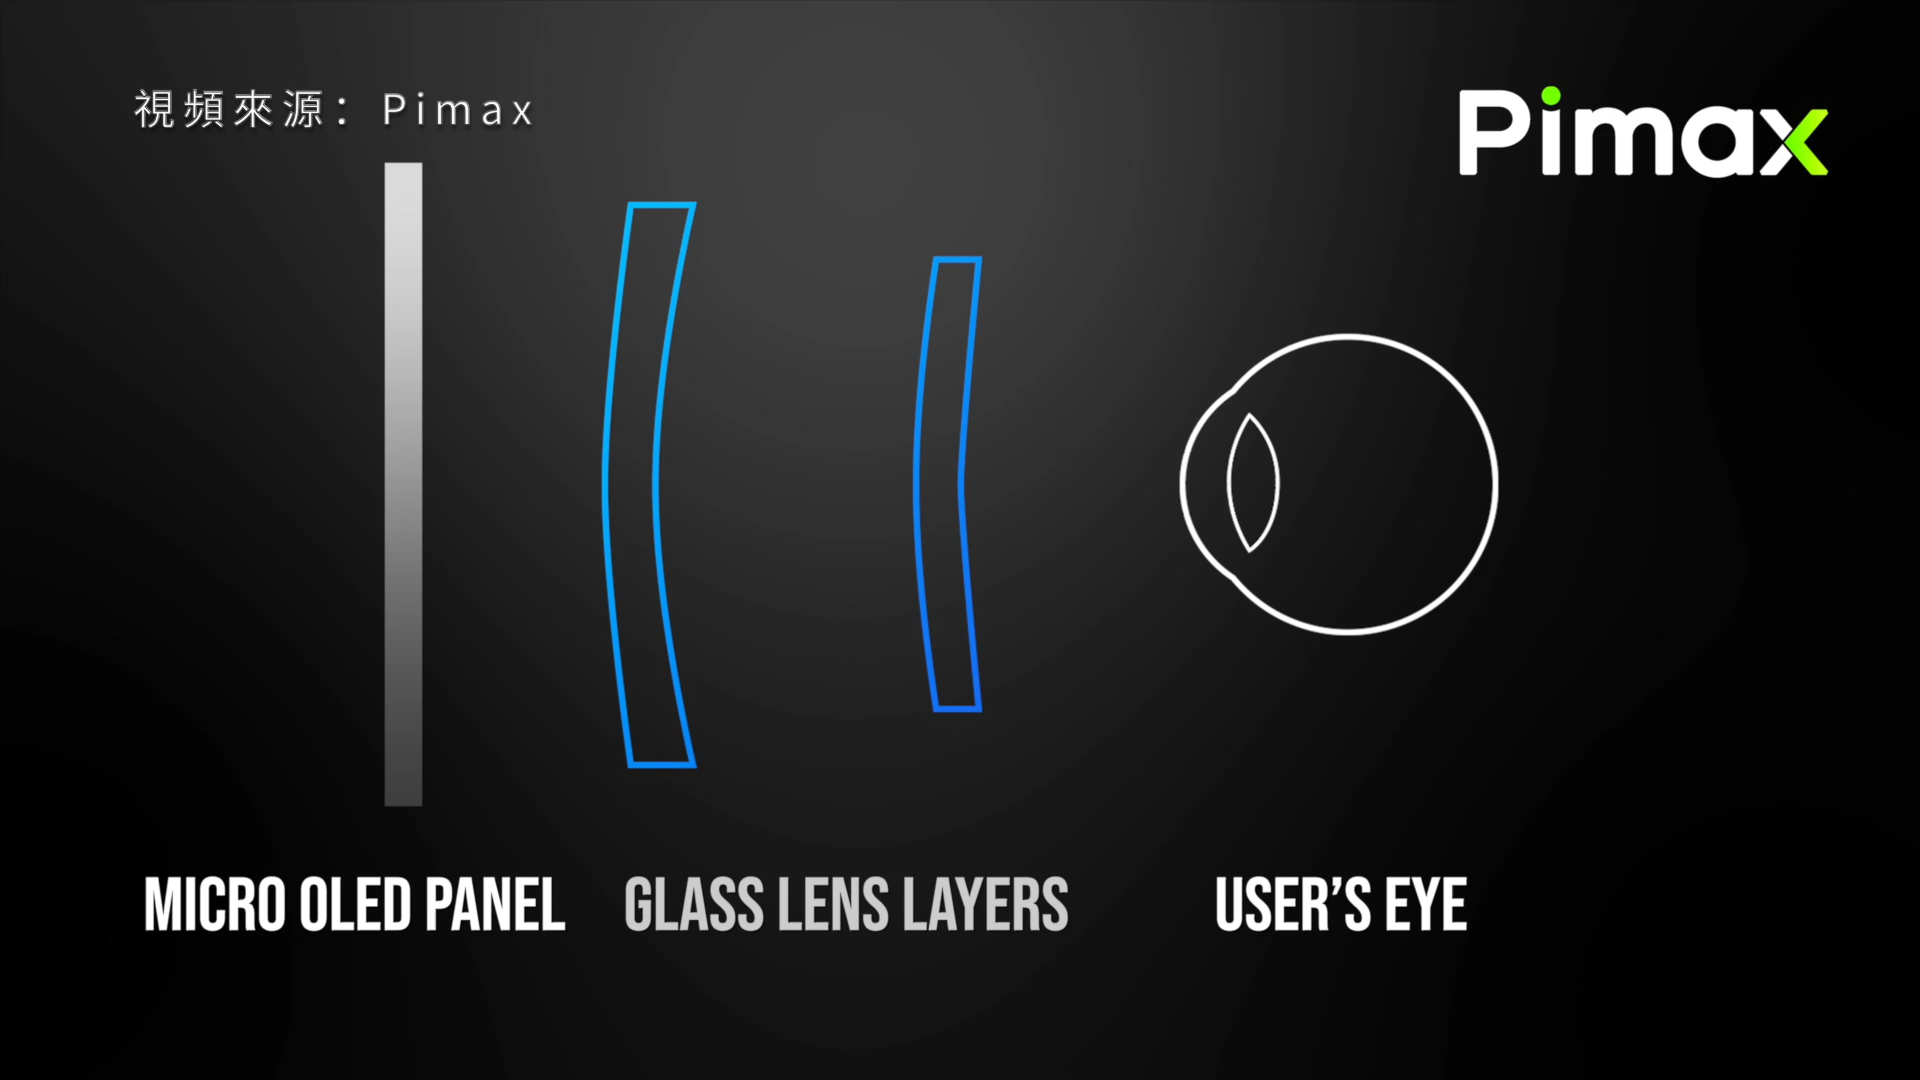 視頻來源：Pimax
Pimax
MICRO OLED PANEL
GLASS LENS LAYERS
USER’S EYE